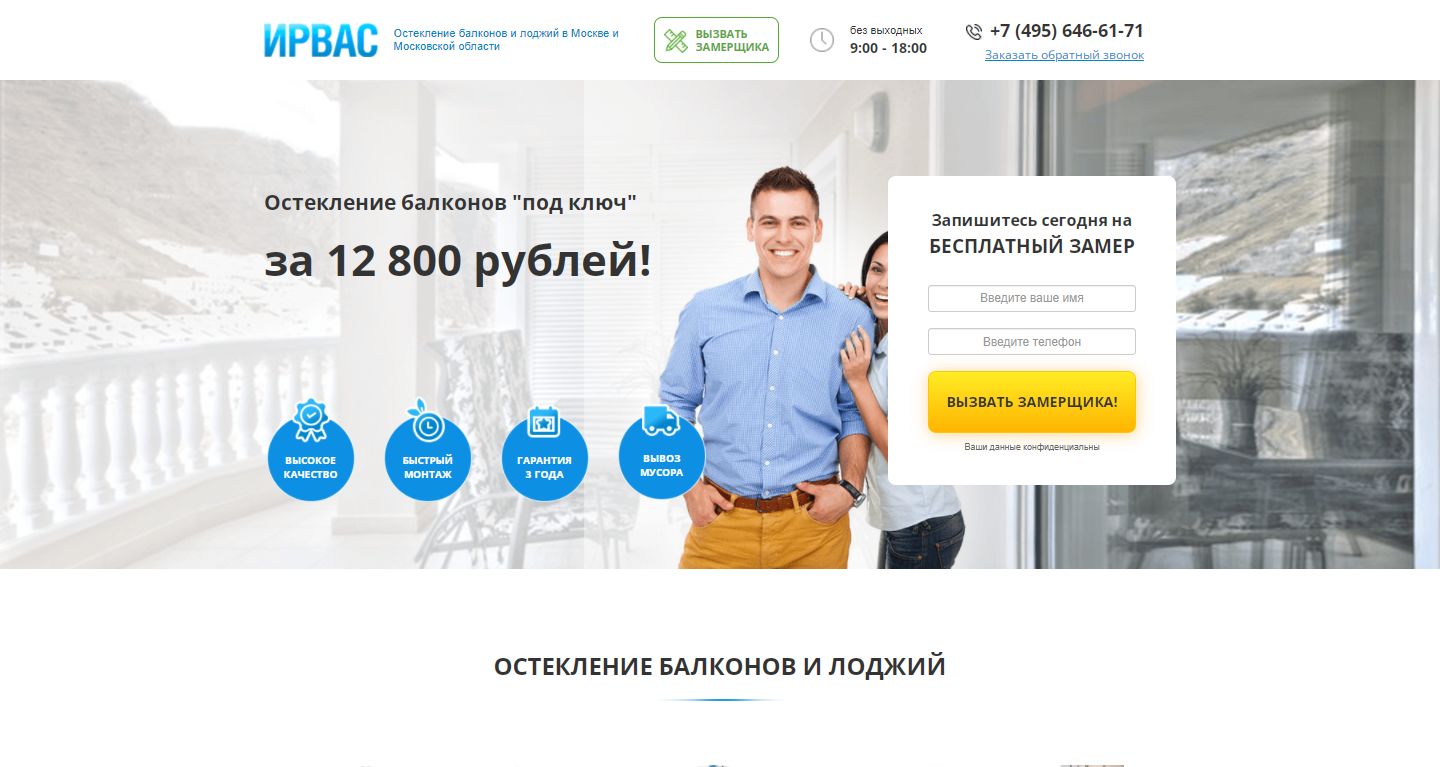 ИРВАС
Остекление балконов и лоджий в Москве и
Московской области
ВЫЗВАТЬ
ЗАМЕРЩИКА
без выходных
9:00 - 18:00
+7 (495) 646-61-71
Заказать обратный звонок
Остекление балконов "под ключ"
за 12 800 рублей!
ВЫСОКОЕ
КАЧЕСТВО
БЫСТРЫЙ
МОНТАЖ
ГАРАНТИЯ
3 ГОДА
ВЫВОЗ
МУСОРА
Запишитесь сегодня на
БЕСПЛАТНЫЙ ЗАМЕР
Введите ваше имя
Введите телефон
ВЫЗВАТЬ ЗАМЕРЩИКА!
Ваши данные конфиденциальны
ОСТЕКЛЕНИЕ БАЛКОНОВ И ЛОДЖИЙ